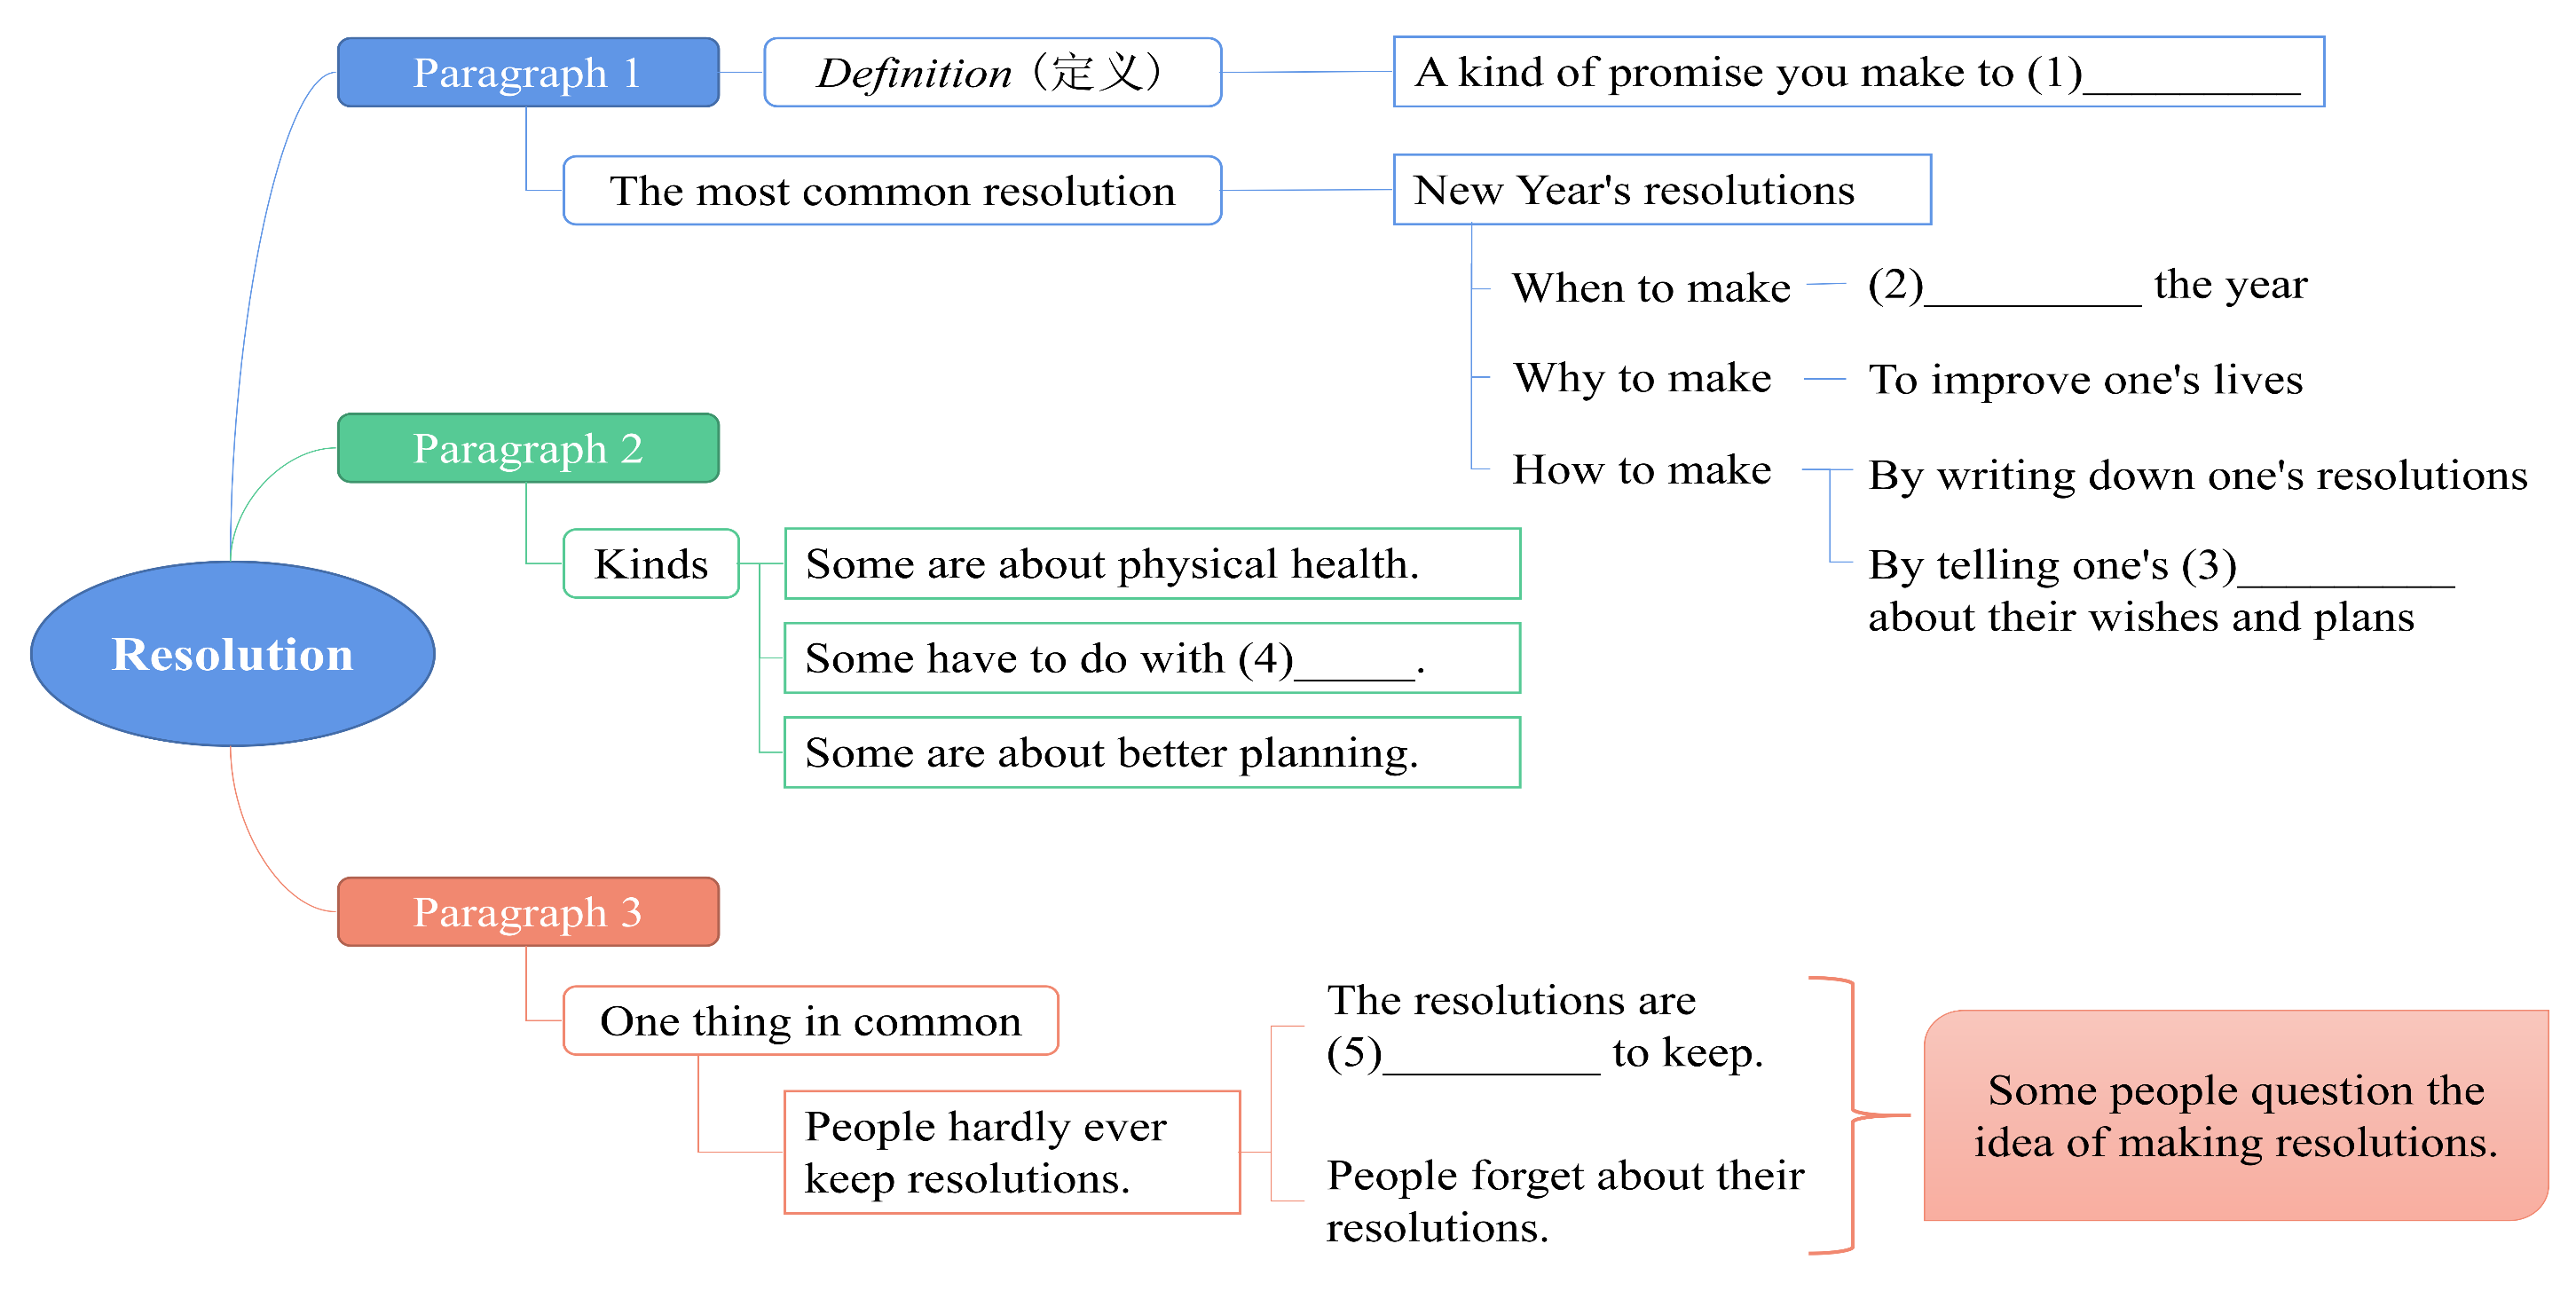 Paragraph 1
Definition（定义）
A kind of promise you make to (1)_________
The most common resolution
New Year's resolutions
When to make
(2)_________ the year
Why to make
To improve one's lives
How to make
By writing down one's resolutions
By telling one's (3)_________
about their wishes and plans
Paragraph 2
Kinds
Some are about physical health.
Some have to do with (4)_____.
Some are about better planning.
Resolution
Paragraph 3
One thing in common
People hardly ever
keep resolutions.
The resolutions are
(5)_________ to keep.
People forget about their
resolutions.
Some people question the
idea of making resolutions.